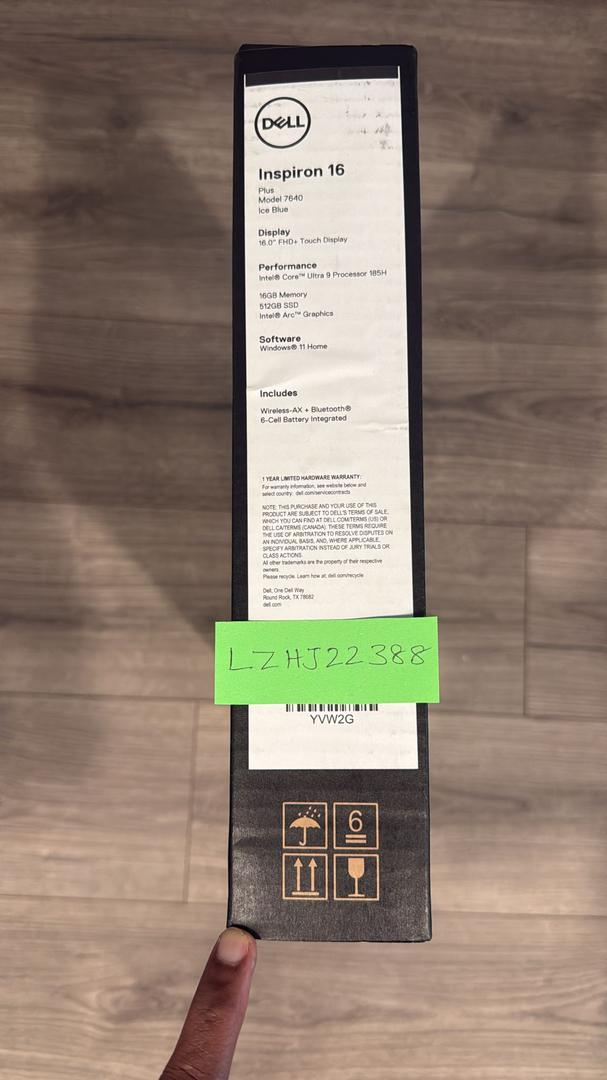 DELL
Inspiron 16
Plus
Model 7640
Ice Blue
Display
16.0" FHD+ Touch Display
Performance
Intel® Core™ Ultra 9 Processor 185H
16GB Memory
512GB SSD
Intel® Arc™ Graphics
Software
Windows® 11 Home
Includes
Wireless-AX + Bluetooth®
6-Cell Battery Integrated
1 YEAR LIMITED HARDWARE WARRANTY:
For warranty information, see website below and
select country: dell.com/servicecontracts
NOTE: THIS PURCHASE AND YOUR USE OF THIS
PRODUCT ARE SUBJECT TO DELL'S TERMS OF SALE,
WHICH YOU CAN FIND AT DELL.COM/TERMS (US) OR
DELL.CA/TERMS (CANADA). THESE TERMS REQUIRE
THE USE OF ARBITRATION TO RESOLVE DISPUTES ON
AN INDIVIDUAL BASIS, AND, WHERE APPLICABLE,
SPECIFY ARBITRATION INSTEAD OF JURY TRIALS OR
CLASS ACTIONS.
All other trademarks are the property of their respective
owners.
Please recycle. Learn how at: dell.com/recycle
Dell, One Dell Way
Round Rock, TX 78682
dell.com
LZHJ22388
YVW2G
6